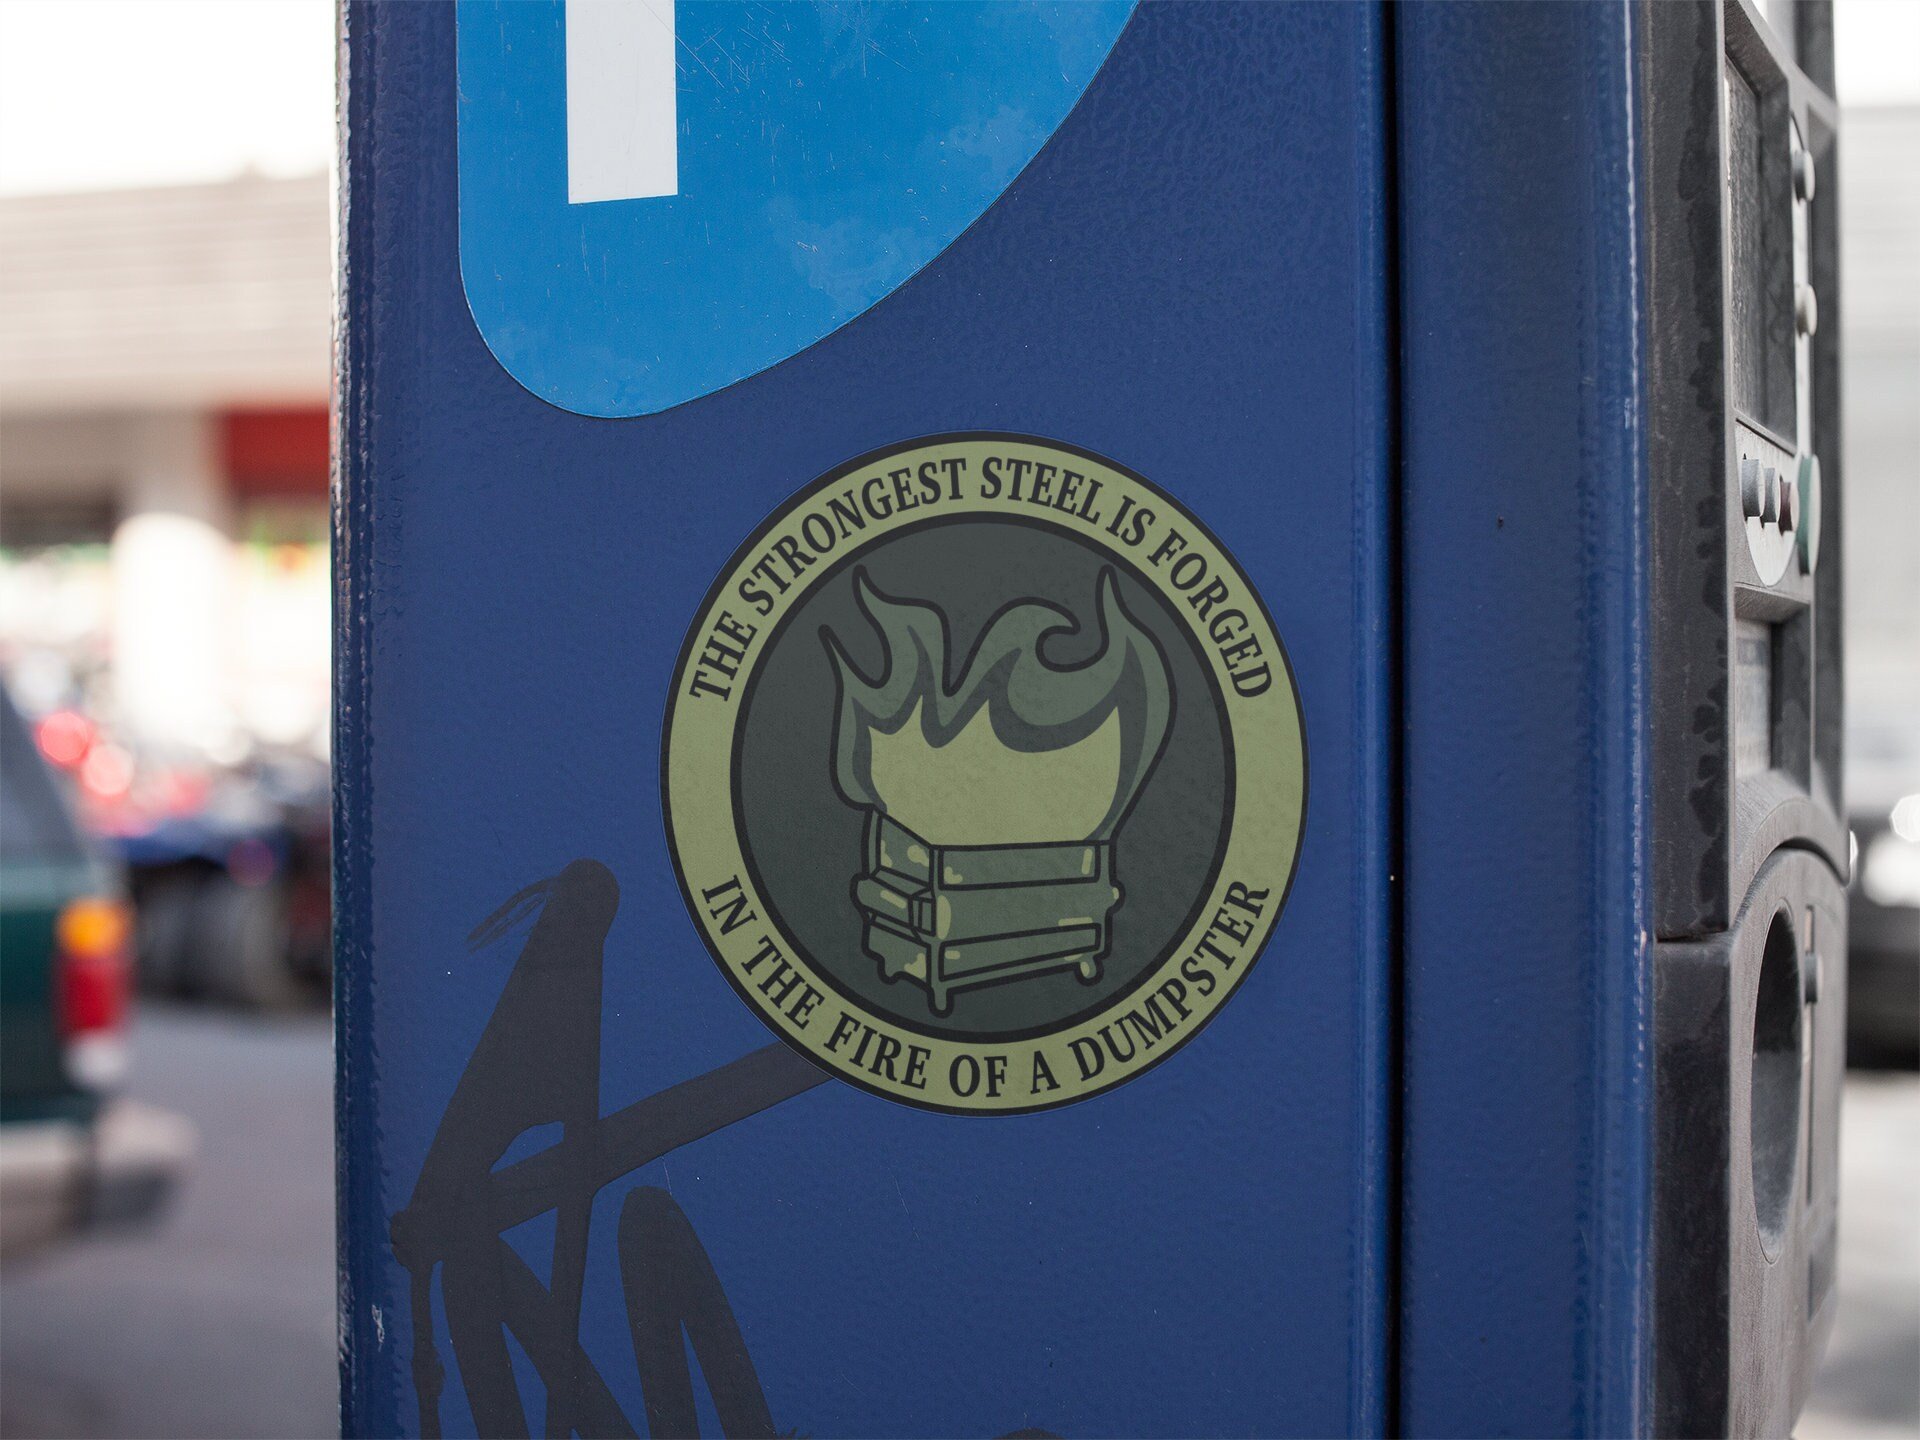 THE STRONGEST STEEL IS FORGED
IN THE FIRE OF A DUMPSTER